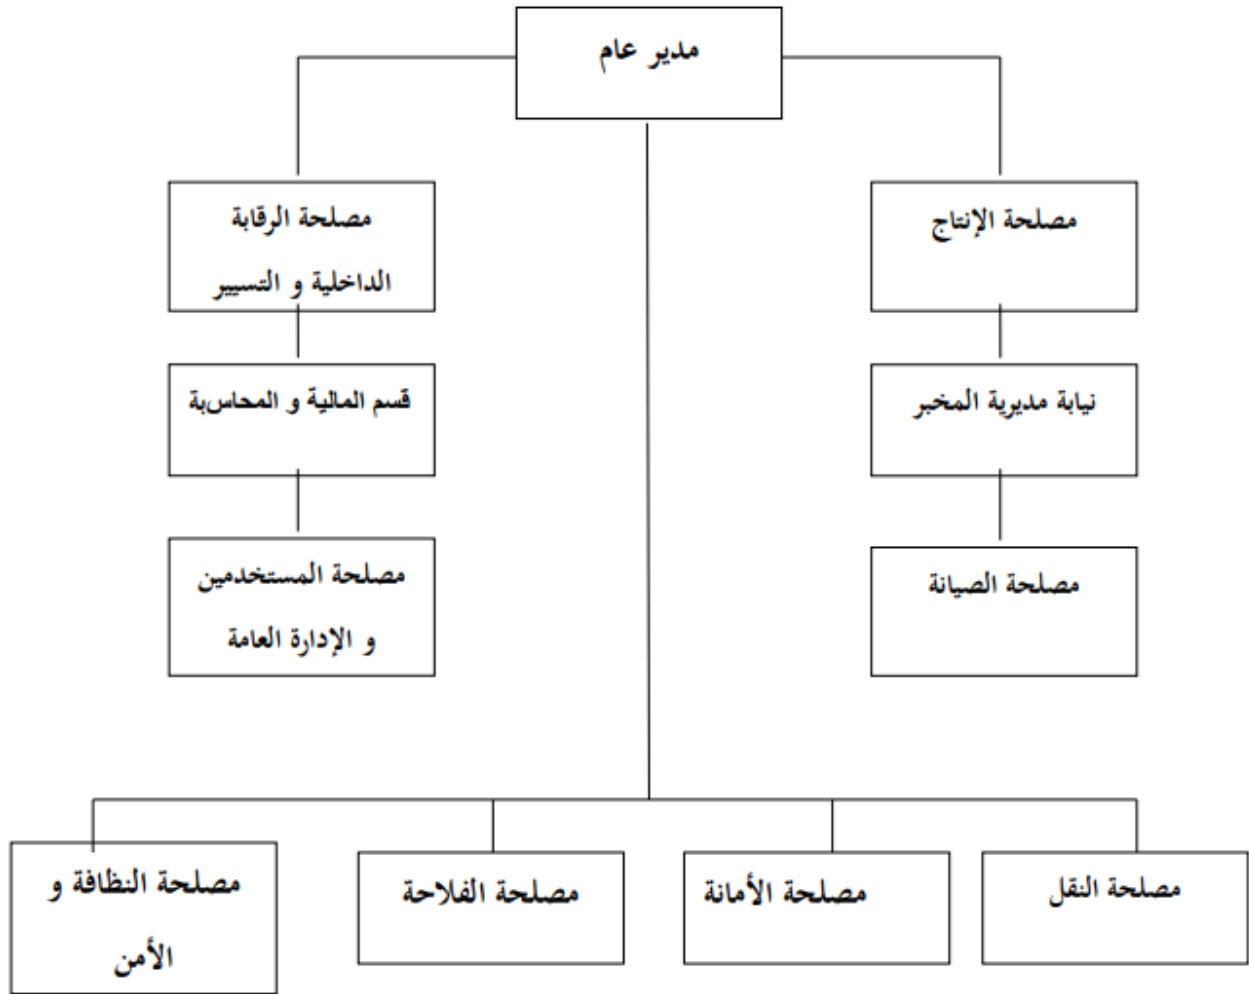 مدير عام
مصلحة الإنتاج
مصلحة الرقابة
الداخلية و التسيير
نيابة مديرية المخبر
قسم المالية و المحاسبة
مصلحة الصيانة
مصلحة المستخدمين
و الإدارة العامة
مصلحة النقل
مصلحة الأمانة
مصلحة الفلاحة
مصلحة النظافة و
الأمن